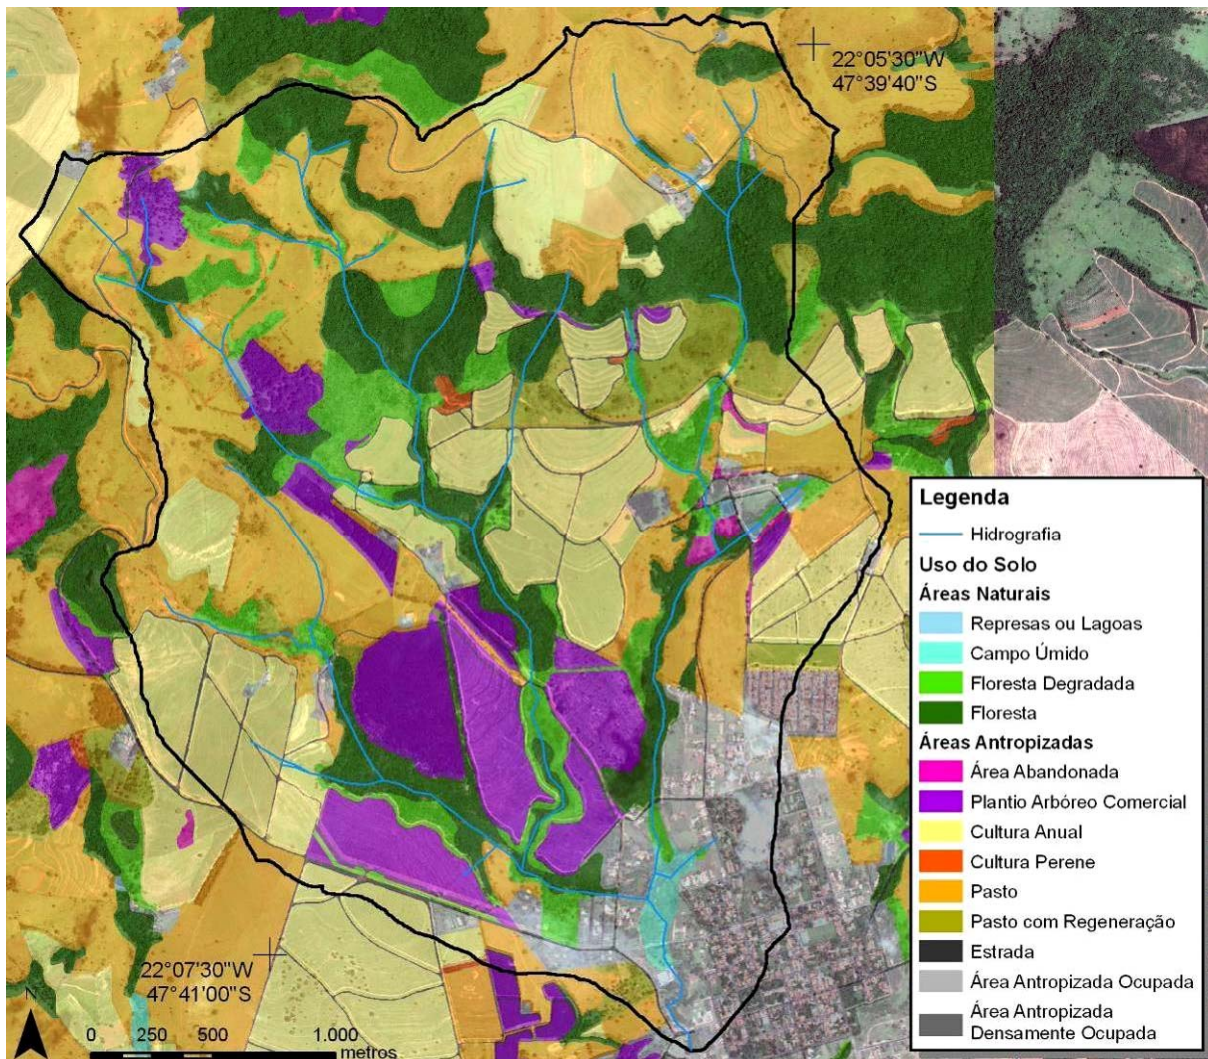 22°05'30"W
47°39'40"S
Legenda
Hidrografia
Uso do Solo
Áreas Naturais
Represas ou Lagoas
Campo Úmido
Floresta Degradada
Floresta
Áreas Antropizadas
Área Abandonada
Plantio Arbóreo Comercial
Cultura Anual
Cultura Perene
Pasto
Pasto com Regeneração
Estrada
Área Antropizada Ocupada
Área Antropizada
Densamente Ocupada
22°07'30"W
47°41'00"S
N
0 250 500 1.000
metros